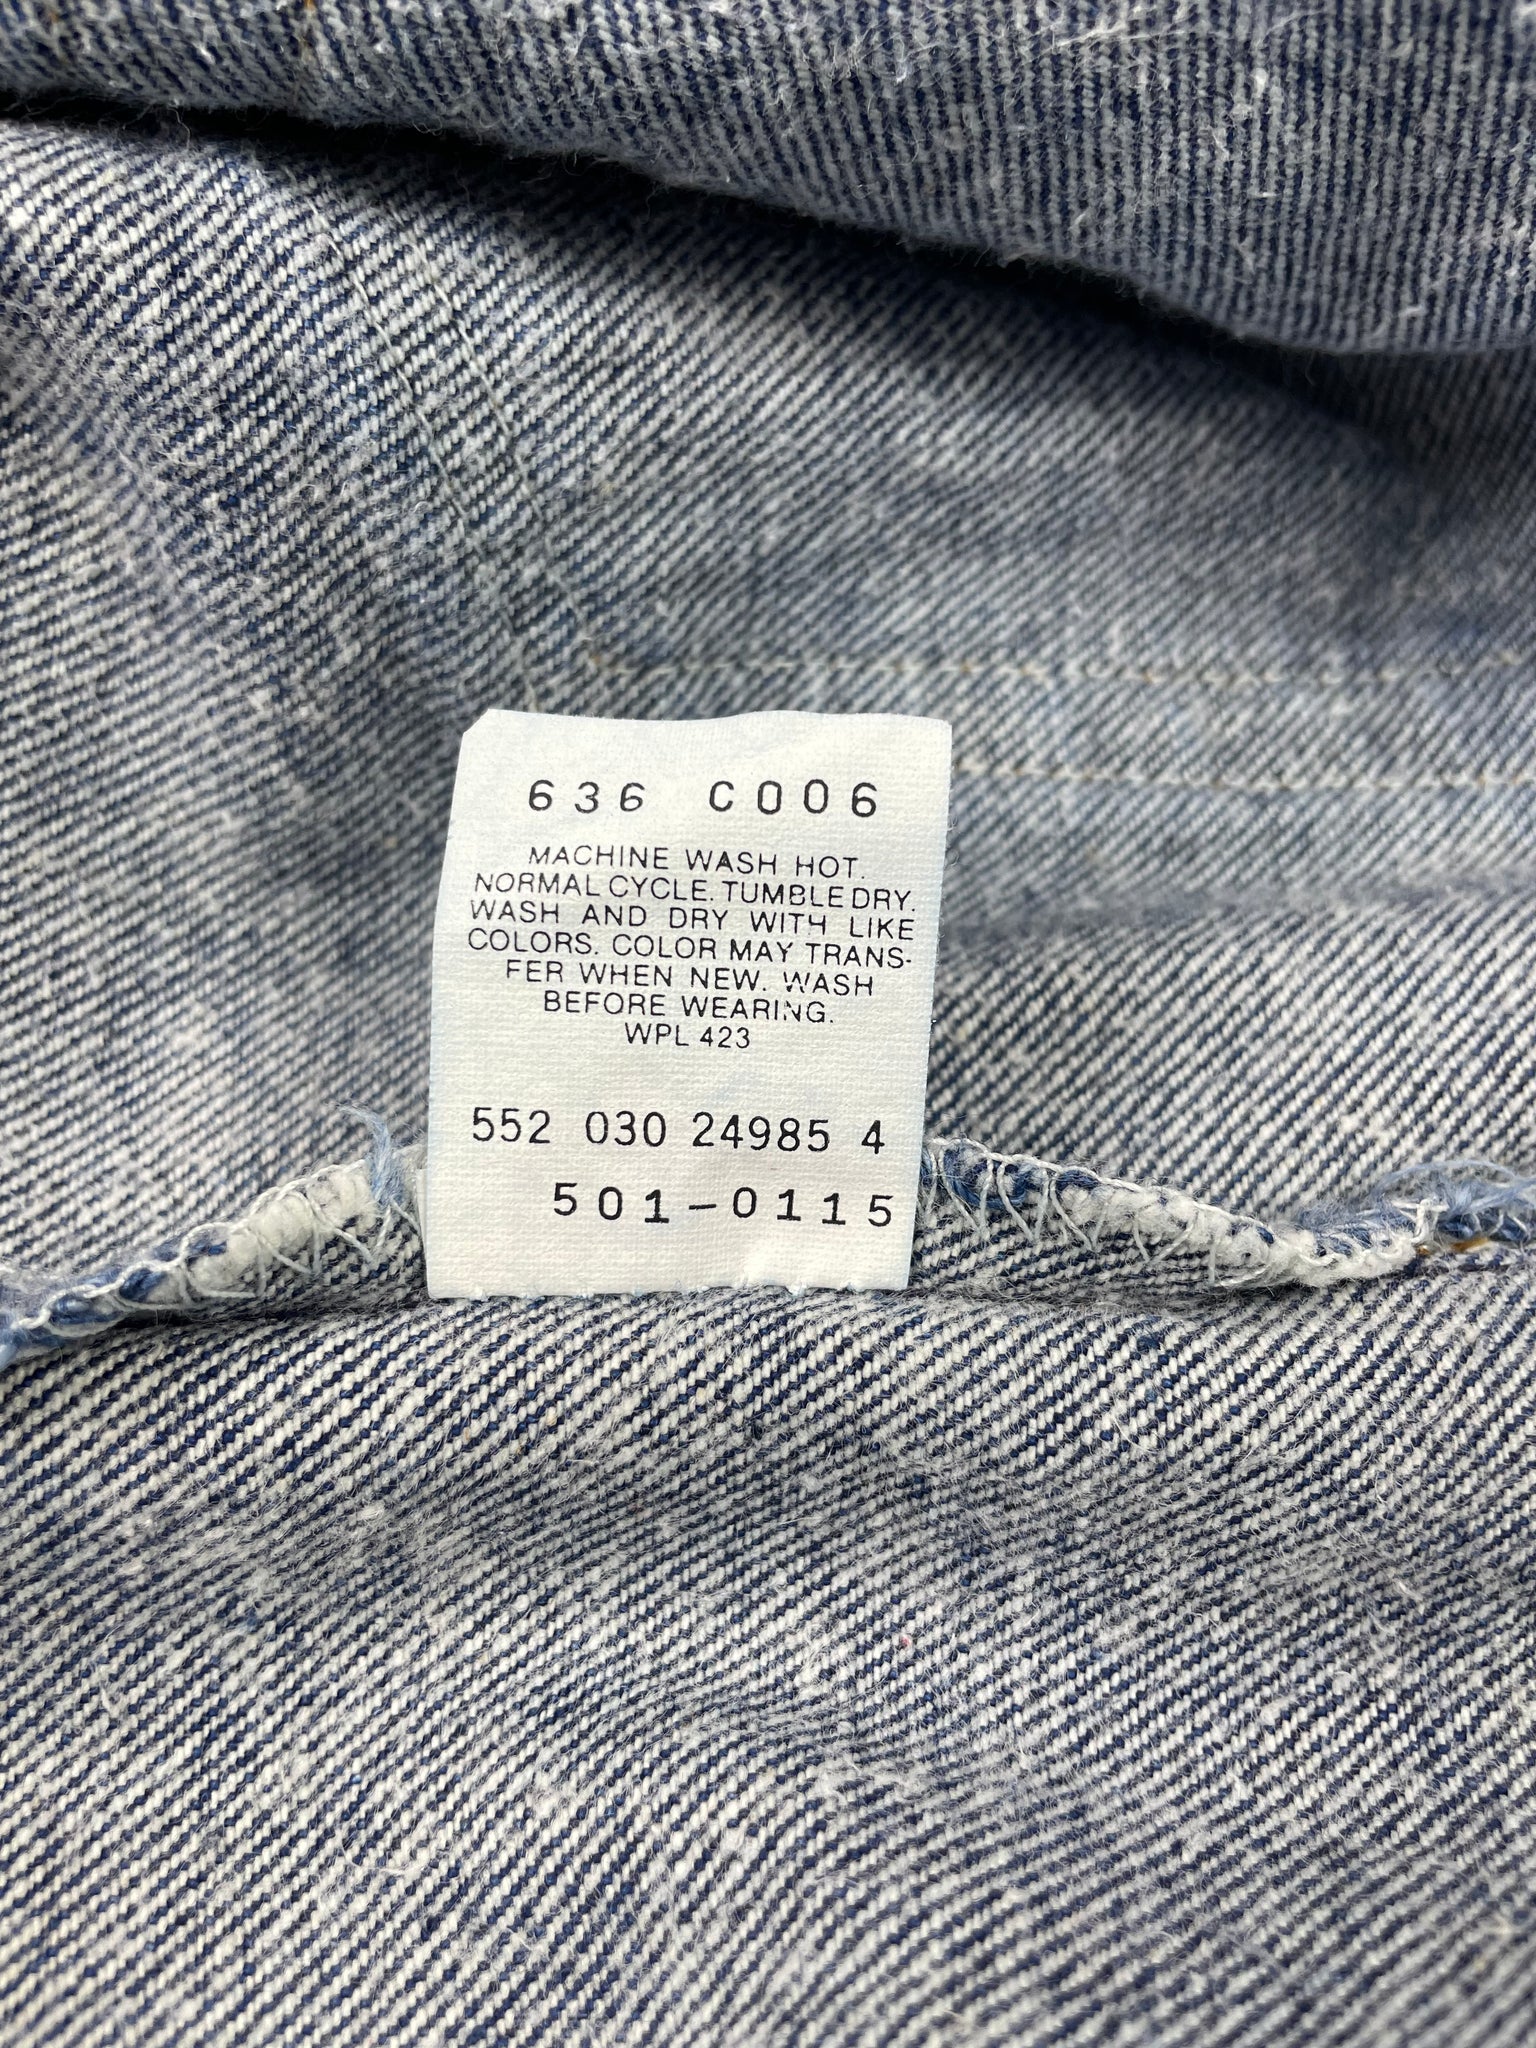 636 C006
MACHINE WASH HOT.
NORMAL CYCLE. TUMBLE DRY.
WASH AND DRY WITH LIKE
COLORS. COLOR MAY TRANS-
FER WHEN NEW. WASH
BEFORE WEARING.
WPL 423
552 030 24985 4
501-0115